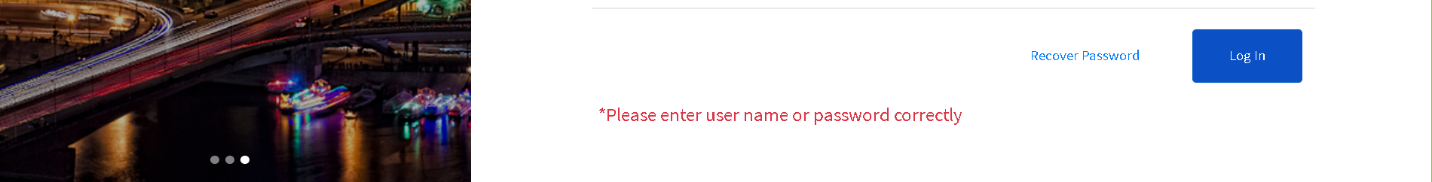 Recover Password
Log In
*Please enter user name or password correctly